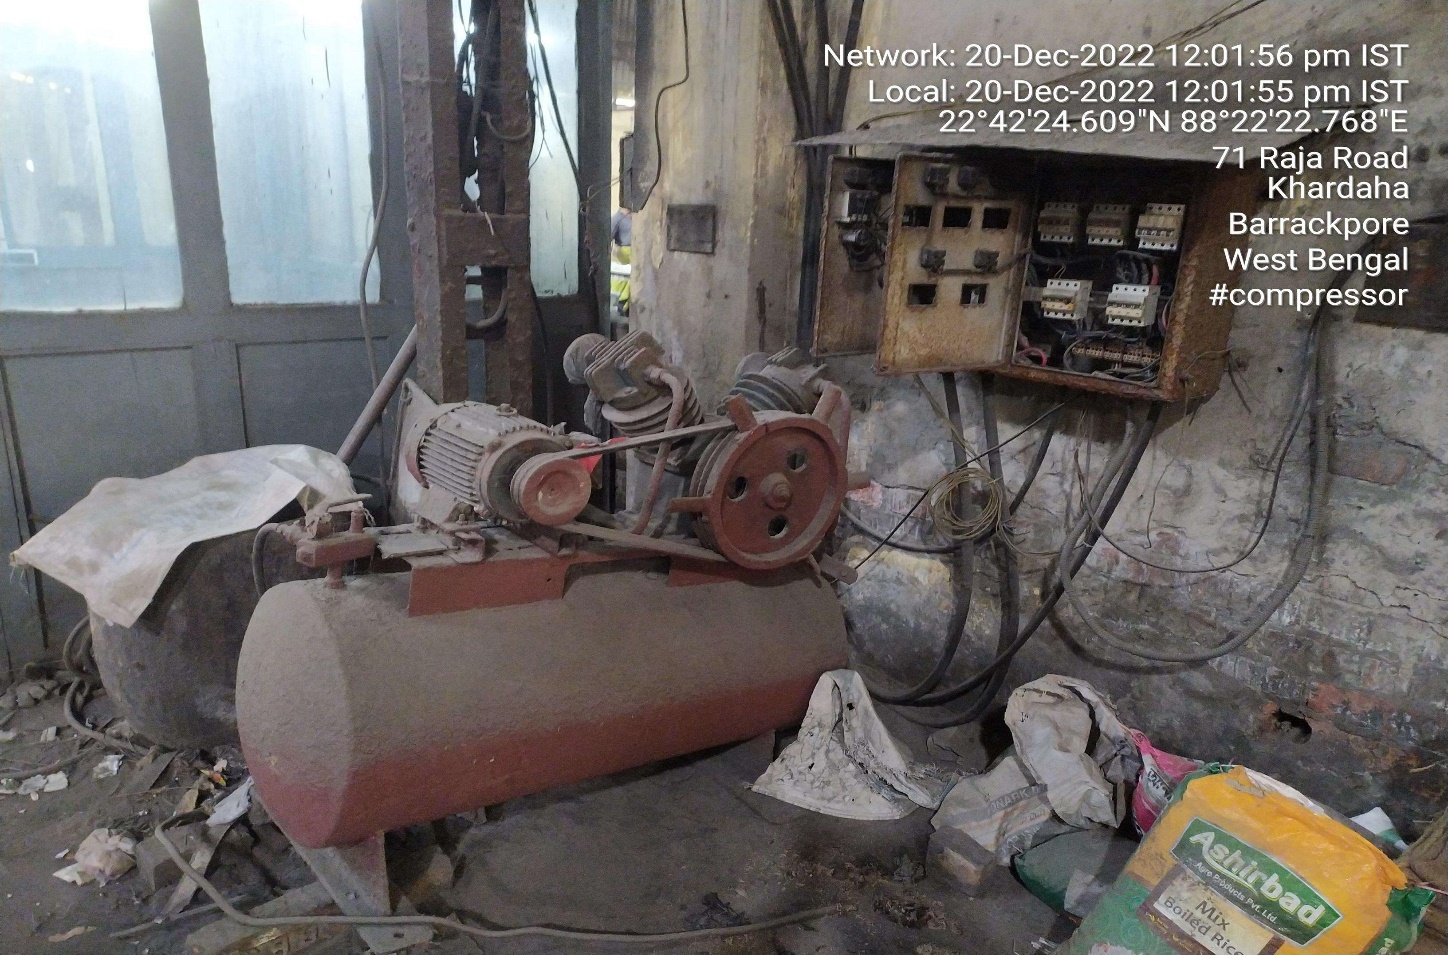 Network: 20-Dec-2022 12:01:56 pm IST
Local: 20-Dec-2022 12:01:55 pm IST
22°42'24.609"N 88°22'22.768"E
71 Raja Road
Khardaha
Barrackpore
West Bengal
#compressor
Ashirbad
Agro Products Pvt. Ltd.
Mix
Boiled Rice